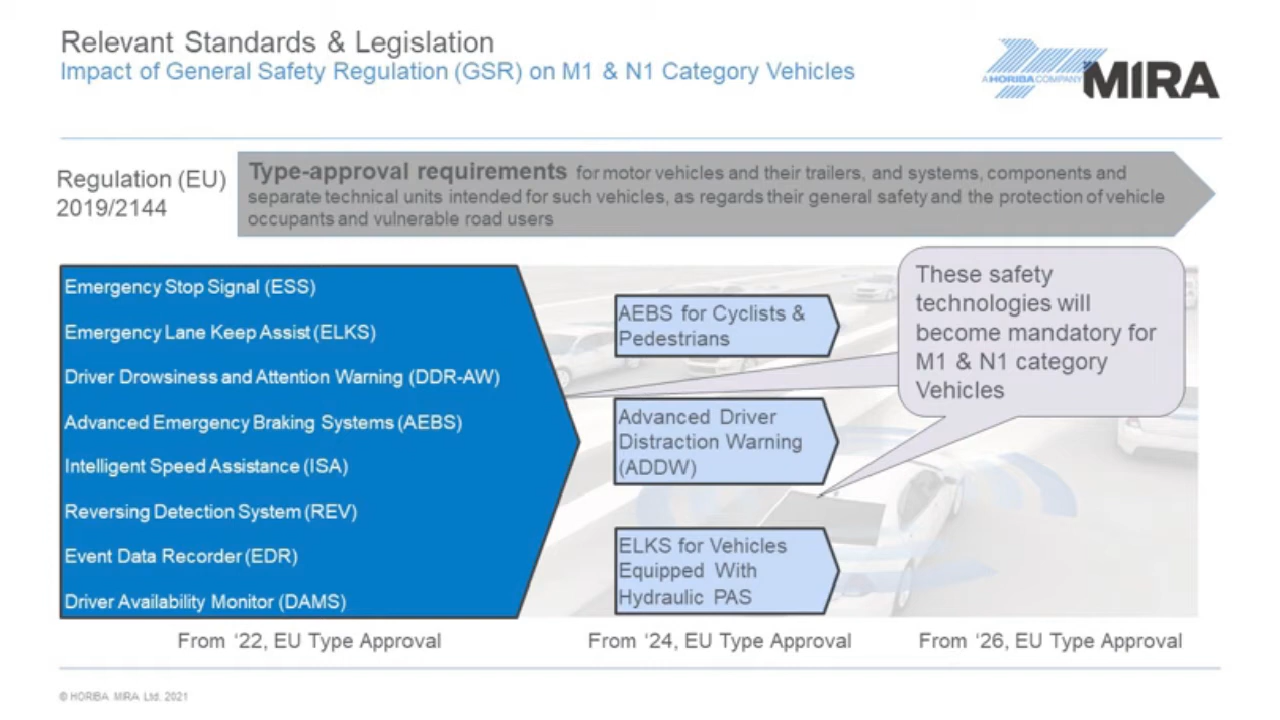 Relevant Standards & Legislation
Impact of General Safety Regulation (GSR) on M1 & N1 Category Vehicles
A HORIBA COMPANY
MIRA
Regulation (EU)
2019/2144
Type-approval requirements for motor vehicles and their trailers, and systems, components and
separate technical units intended for such vehicles, as regards their general safety and the protection of vehicle
occupants and vulnerable road users
Emergency Stop Signal (ESS)
Emergency Lane Keep Assist (ELKS)
Driver Drowsiness and Attention Warning (DDR-AW)
Advanced Emergency Braking Systems (AEBS)
Intelligent Speed Assistance (ISA)
Reversing Detection System (REV)
Event Data Recorder (EDR)
Driver Availability Monitor (DAMS)
AEBS for Cyclists &
Pedestrians
Advanced Driver
Distraction Warning
(ADDW)
ELKS for Vehicles
Equipped With
Hydraulic PAS
These safety
technologies will
become mandatory for
M1 & N1 category
Vehicles
From ‘22, EU Type Approval
From ‘24, EU Type Approval
From ‘26, EU Type Approval
© HORIBA MIRA Ltd. 2021